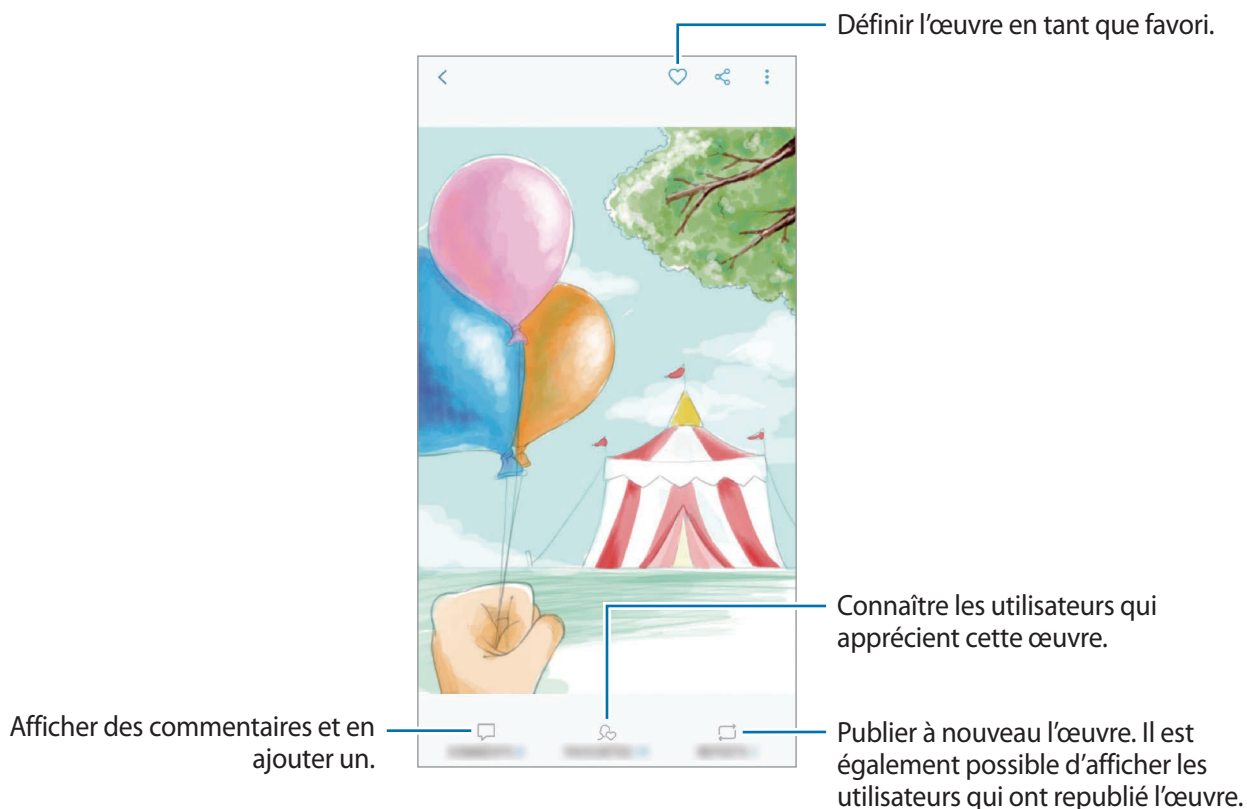 Définir l’œuvre en tant que favori.
Connaître les utilisateurs qui
apprécient cette œuvre.
Afficher des commentaires et en
ajouter un.
Publier à nouveau l’œuvre. Il est
également possible d’afficher les
utilisateurs qui ont republié l’œuvre.